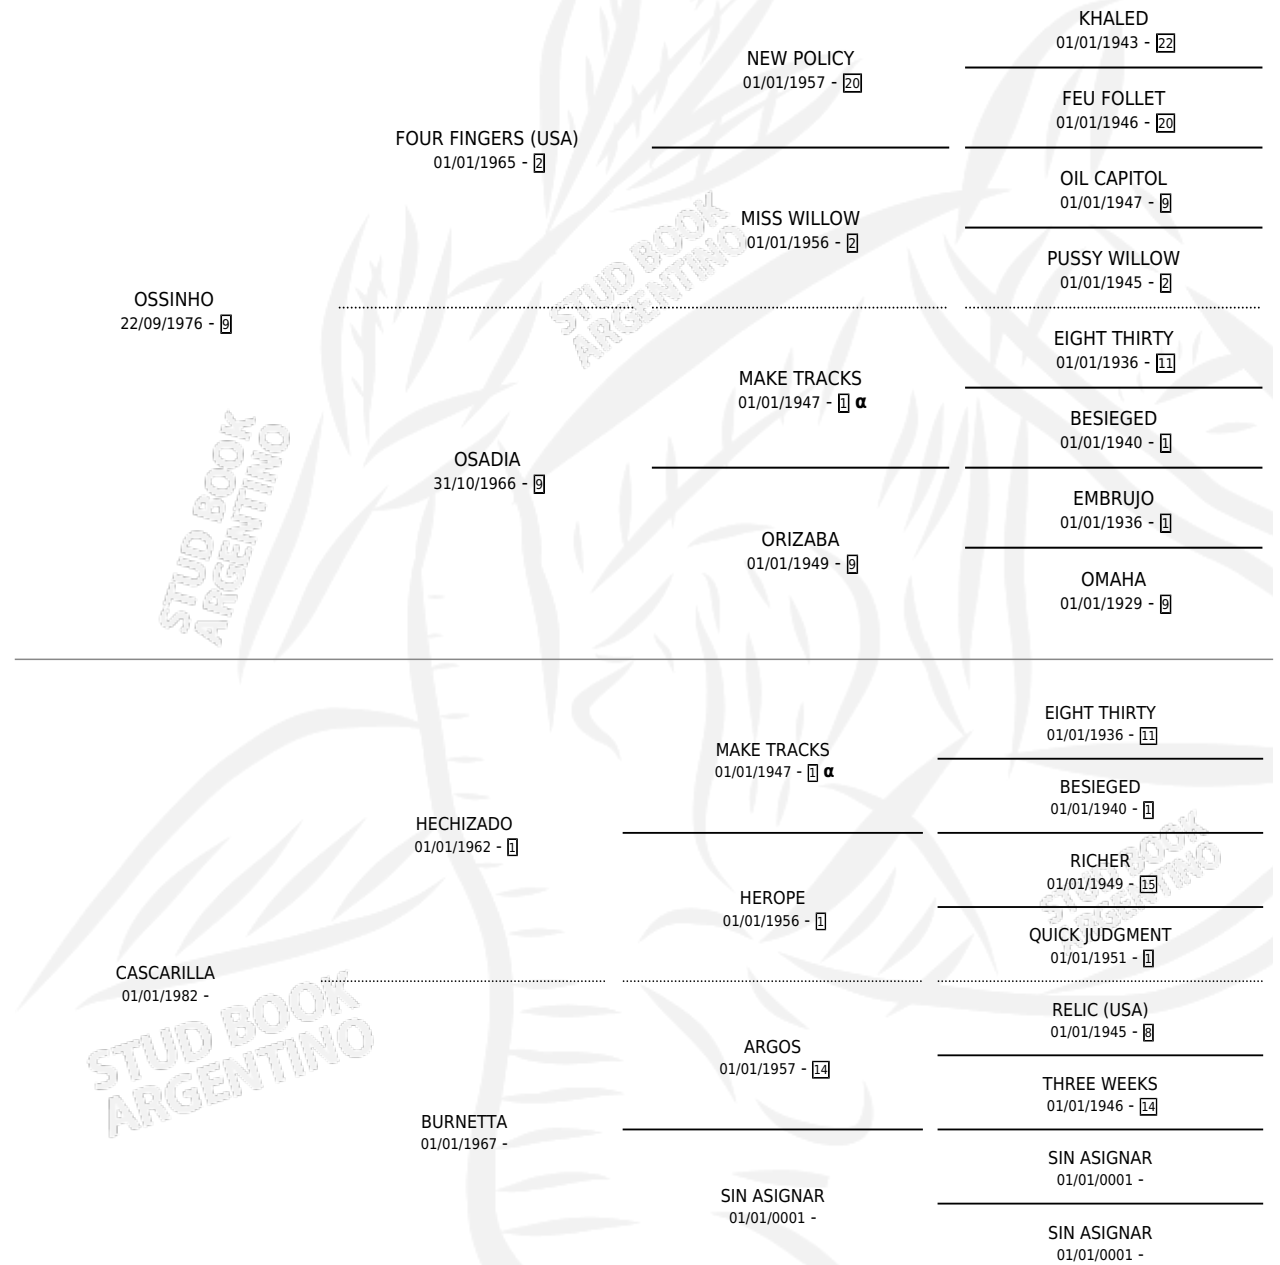 KHALED
01/01/1943 - 22
NEW POLICY
01/01/1957 - 20
FEU FOLLET
01/01/1946 - 20
FOUR FINGERS (USA)
01/01/1965 - 2
OIL CAPITOL
01/01/1947 - 9
MISS WILLOW
01/01/1956 - 2
PUSSY WILLOW
01/01/1945 - 2
STUD BOOK
ARGENTINO
OSSINHO
22/09/1976 - 9
EIGHT THIRTY
01/01/1936 - 11
MAKE TRACKS
01/01/1947 - 1 α
BESIEGED
01/01/1940 - 1
OSADIA
31/10/1966 - 9
EMBRUJO
01/01/1936 - 1
ORIZABA
01/01/1949 - 9
OMAHA
01/01/1929 - 9
STUD BOOK
ARGENTINO
EIGHT THIRTY
01/01/1936 - 11
MAKE TRACKS
01/01/1947 - 1 α
BESIEGED
01/01/1940 - 1
HECHIZADO
01/01/1962 - 1
RICHER
01/01/1949 - 15
HEROPE
01/01/1956 - 1
QUICK JUDGMENT
01/01/1951 - 1
STUD BOOK
ARGENTINO
CASCARILLA
01/01/1982 -
RELIC (USA)
01/01/1945 - 8
ARGOS
01/01/1957 - 14
THREE WEEKS
01/01/1946 - 14
BURNETTA
01/01/1967 -
SIN ASIGNAR
01/01/0001 -
SIN ASIGNAR
01/01/0001 -
SIN ASIGNAR
01/01/0001 -
STUD BOOK
ARGENTINO